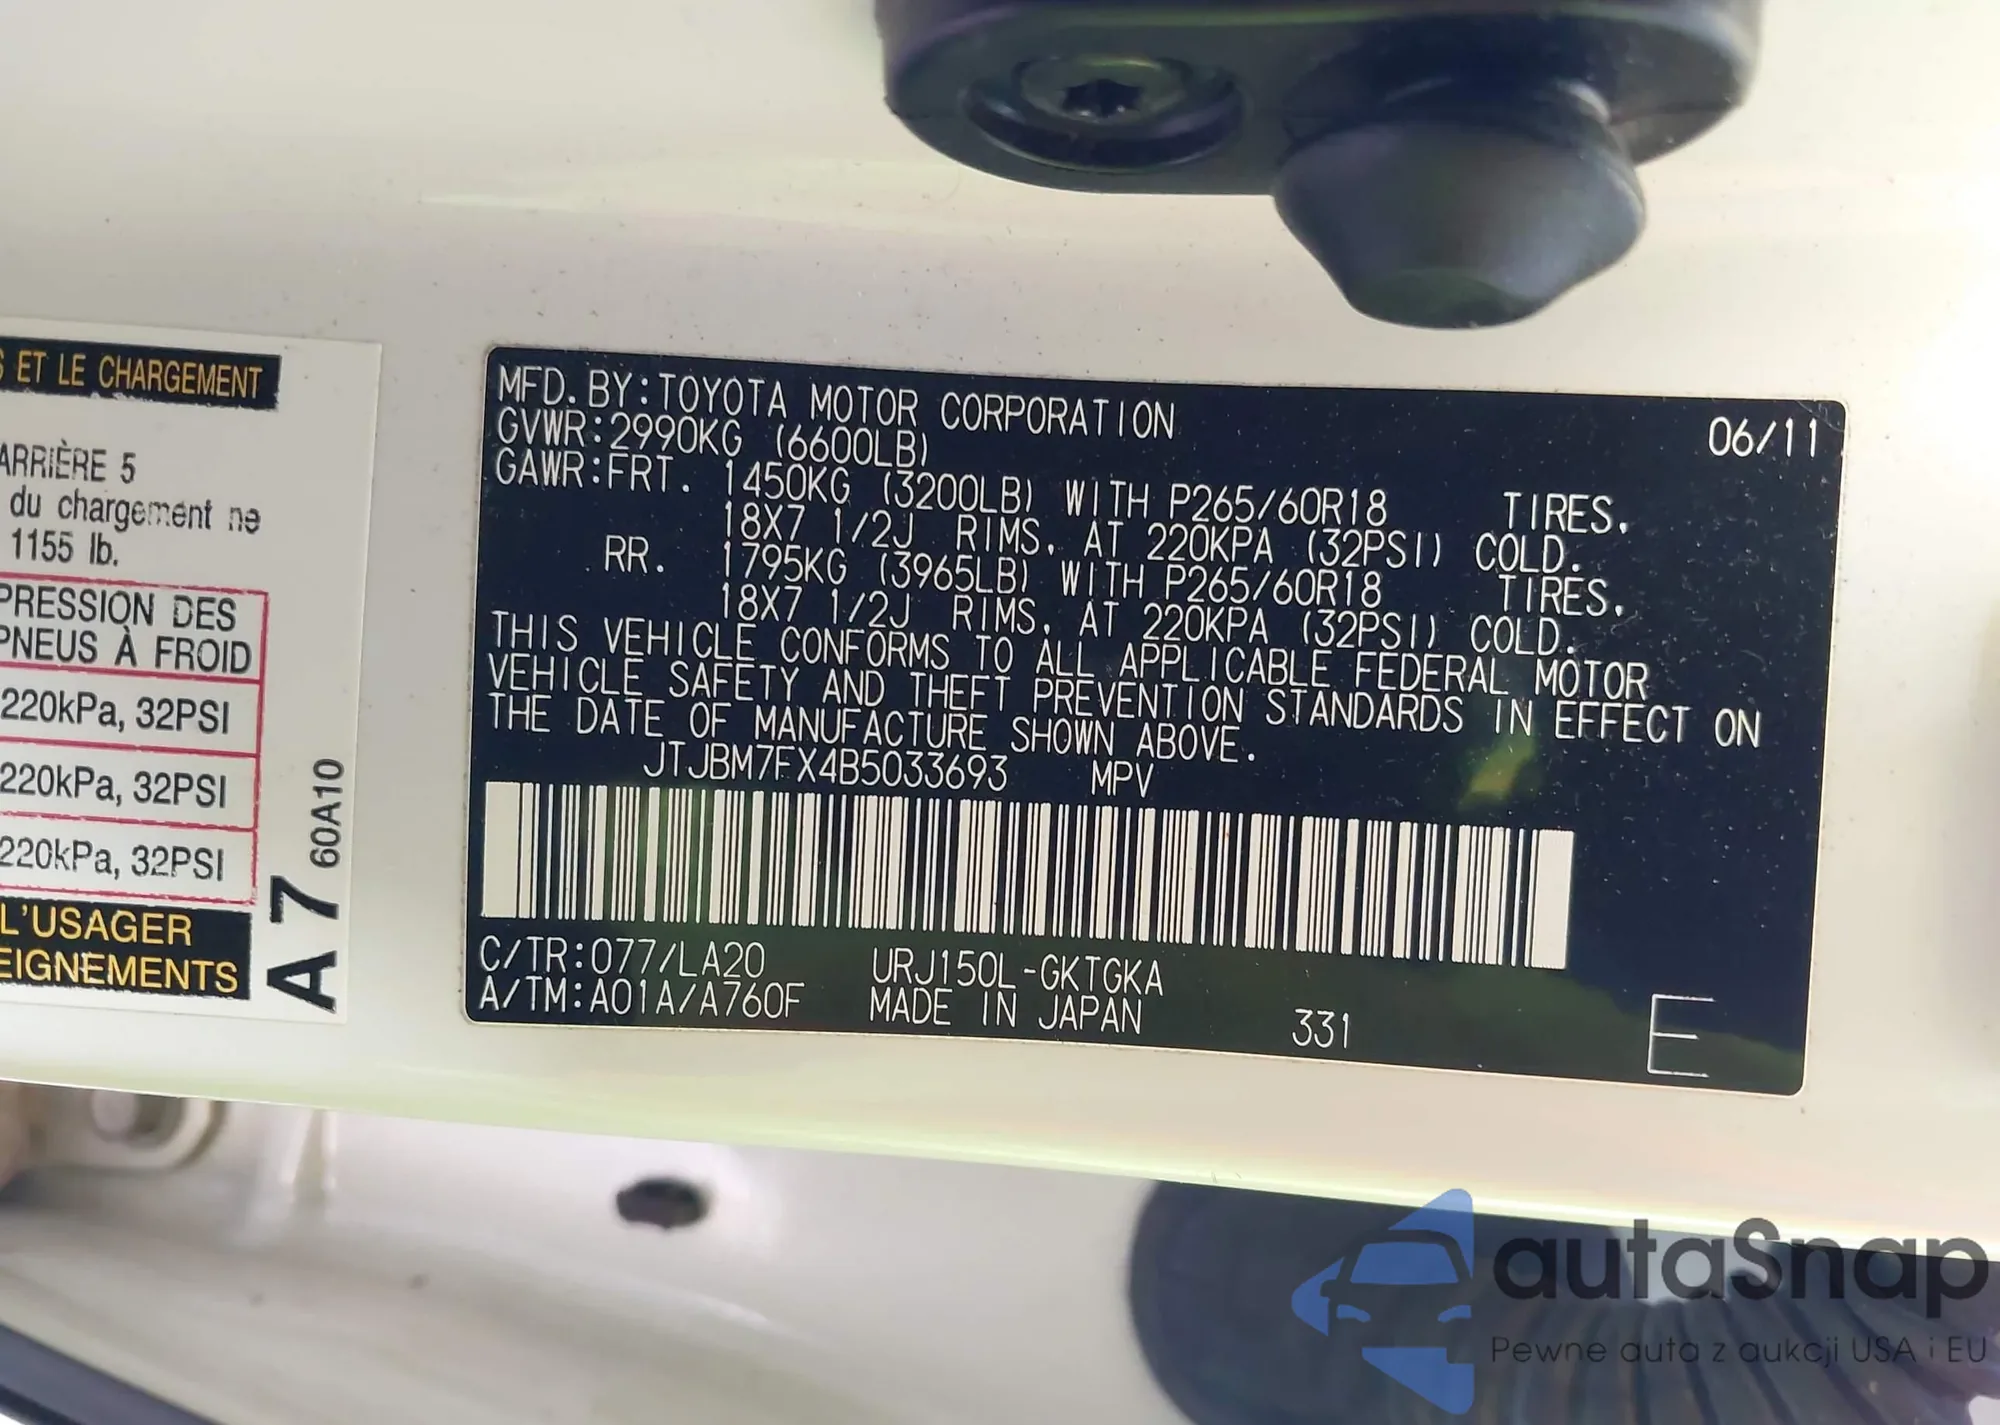 S ET LE CHARGEMENT
ARRIÈRE 5
du chargement ne
1155 lb.
PRESSION DES
PNEUS À FROID
220kPa, 32PSI
220kPa, 32PSI
220kPa, 32PSI
L'USAGER
EIGNEMENTS
A7 60A10
MFD. BY:TOYOTA MOTOR CORPORATION 06/11
GVWR:2990KG (6600LB)
GAWR:FRT. 1450KG (3200LB) WITH P265/60R18 TIRES,
18X7 1/2J RIMS, AT 220KPA (32PSI) COLD.
RR. 1795KG (3965LB) WITH P265/60R18 TIRES,
18X7 1/2J RIMS, AT 220KPA (32PSI) COLD.
THIS VEHICLE CONFORMS TO ALL APPLICABLE FEDERAL MOTOR
VEHICLE SAFETY AND THEFT PREVENTION STANDARDS IN EFFECT ON
THE DATE OF MANUFACTURE SHOWN ABOVE.
JTJBM7FX4B5033693 MPV
C/TR:077/LA20 URJ150L-GKTGKA
A/TM:A01A/A760F MADE IN JAPAN 331 E
autaSnap
Pewne auta z aukcji USA i EU